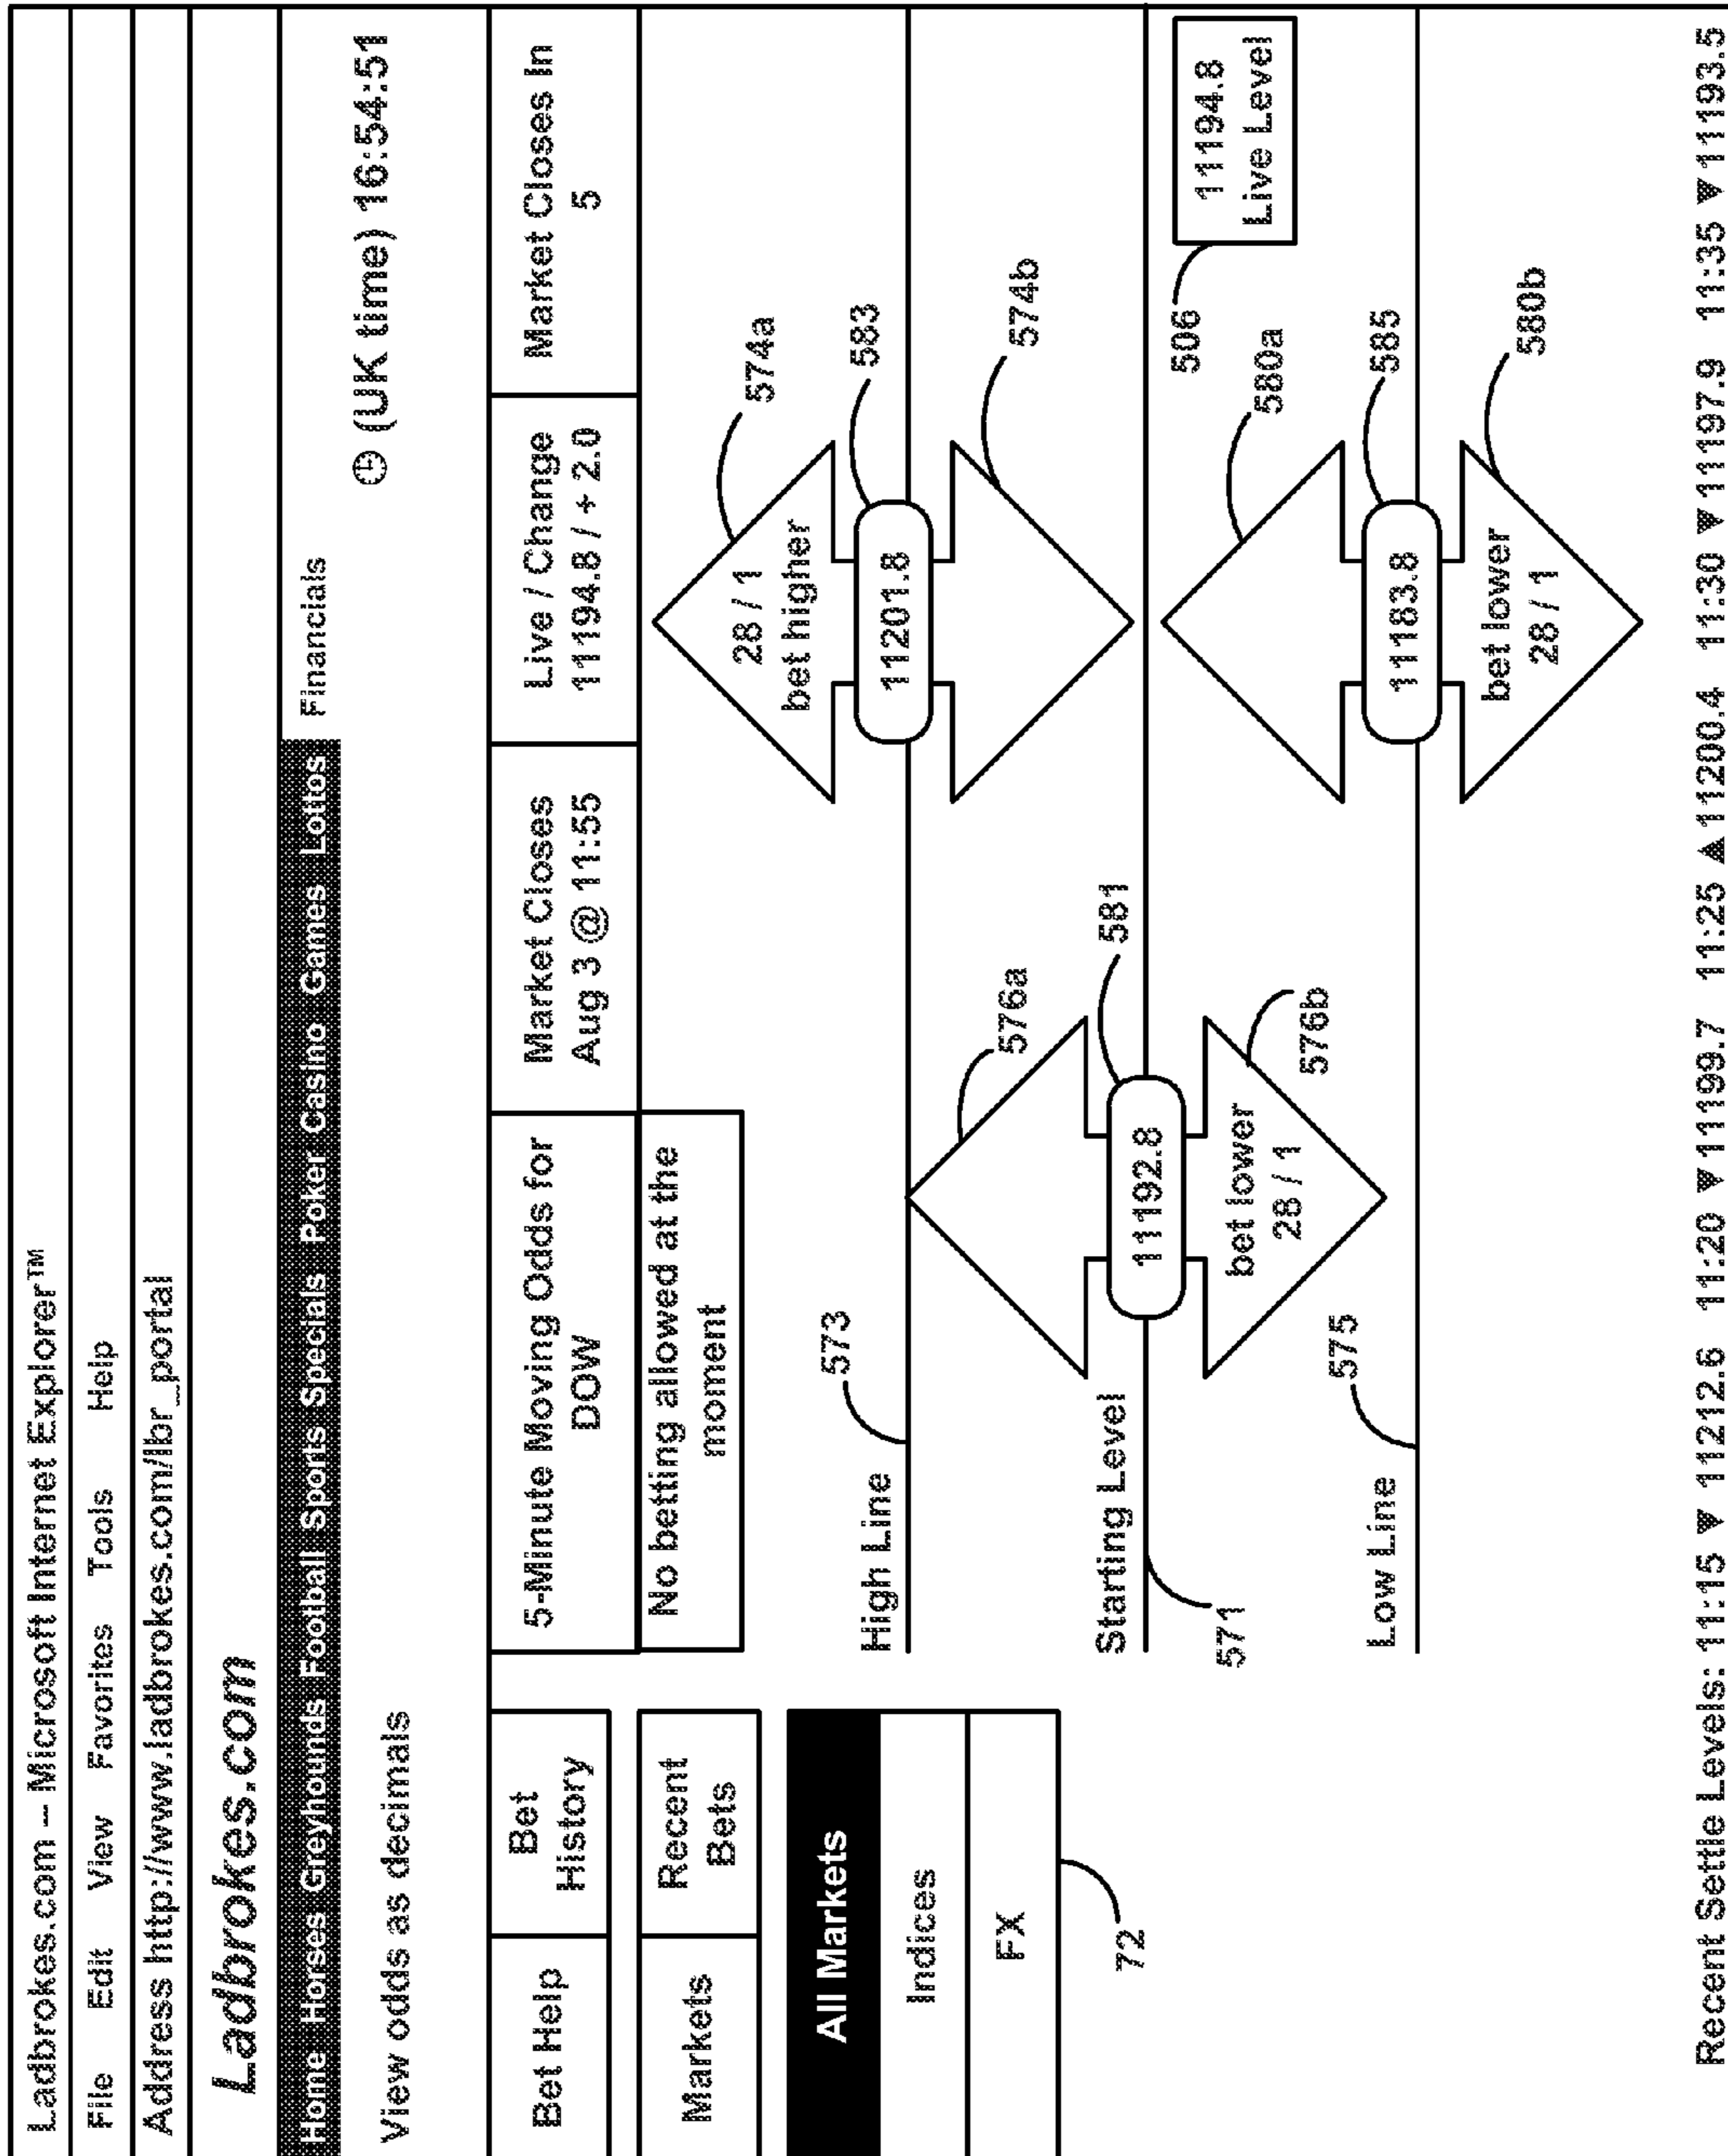 Ladbrokes.com — Microsoft Internet Explorer™
File Edit View Favorites Tools Help
Address http://www.ladbrokes.com/lbr_portal
Ladbrokes.com
Home Horses Greyhounds Football Sports Specials Poker Casino Games Lottos Financials
View odds as decimals
(UK time) 16:54:51
Bet Help
Bet
History
Markets
Recent
Bets
All Markets
Indices
FX
72
5-Minute Moving Odds for
DOW
Market Closes
Aug 3 @ 11:55
Live / Change
11194.8 / + 2.0
Market Closes In
5
No betting allowed at the
moment
High Line
573
28 / 1
bet higher
574a
11201.8
583
574b
Starting Level
571
576a
11192.8
581
bet lower
28 / 1
576b
11194.8
Live Level
506
Low Line
575
580a
11183.8
585
bet lower
28 / 1
580b
Recent Settle Levels: 11:15 ▼ 11212.6 11:20 ▼11199.7 11:25 ▲11200.4 11:30 ▼11197.9 11:35 ▼11193.5